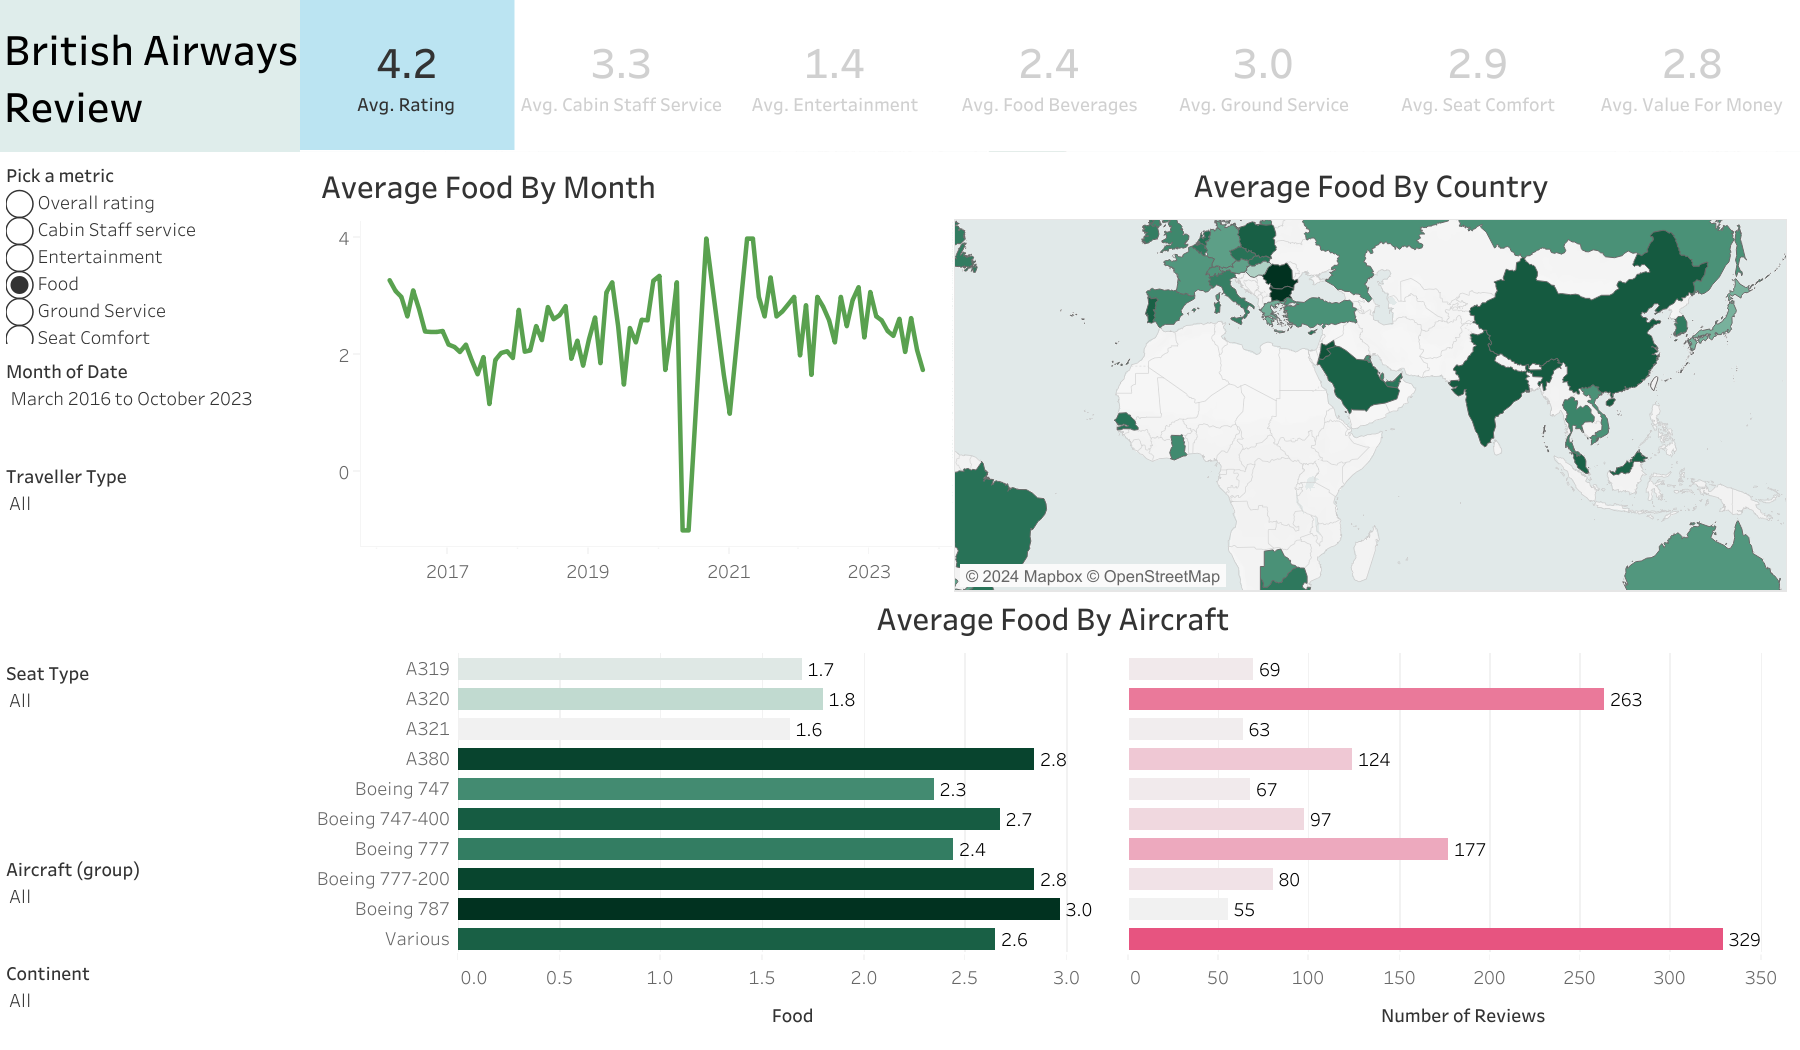 British Airways
Review
4.2
Avg. Rating
3.3
Avg. Cabin Staff Service
1.4
Avg. Entertainment
2.4
Avg. Food Beverages
3.0
Avg. Ground Service
2.9
Avg. Seat Comfort
2.8
Avg. Value For Money
Pick a metric
Overall rating
Cabin Staff service
Entertainment
Food
Ground Service
Seat Comfort
Month of Date
March 2016 to October 2023
Traveller Type
All
Seat Type
All
Aircraft (group)
All
Continent
All
Average Food By Month
4
2
0
2017
2019
2021
2023
Average Food By Country
© 2024 Mapbox © OpenStreetMap
Average Food By Aircraft
A319 1.7 69
A320 1.8 263
A321 1.6 63
A380 2.8 124
Boeing 747 2.3 67
Boeing 747-400 2.7 97
Boeing 777 2.4 177
Boeing 777-200 2.8 80
Boeing 787 3.0 55
Various 2.6 329
0.0 0.5 1.0 1.5 2.0 2.5 3.0
0 50 100 150 200 250 300 350
Food
Number of Reviews